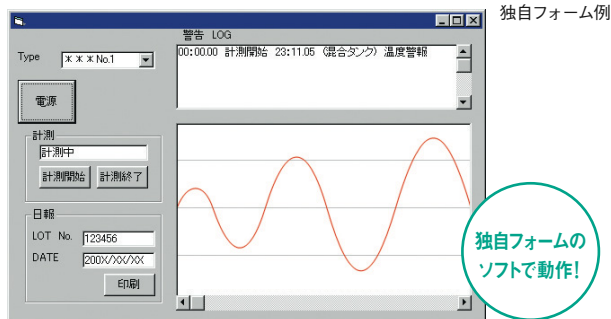 独自フォーム例
警告 LOG
Type ＊＊＊No.1
00:00.00 計測開始 23:11.05 (混合タンク) 温度警報
電源
計測
計測中
計測開始 計測終了
日報
LOT No. 123456
DATE 200X/XX/XX
印刷
独自フォームの
ソフトで動作!